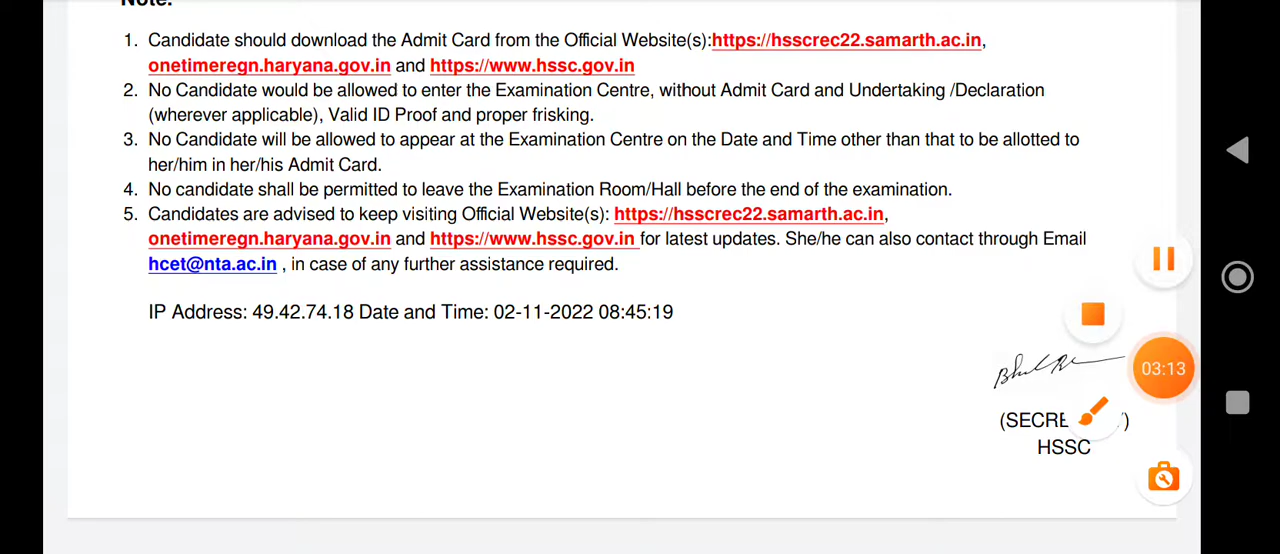 Note:
1. Candidate should download the Admit Card from the Official Website(s):https://hsscrec22.samarth.ac.in,
onetimeregn.haryana.gov.in and https://www.hssc.gov.in
2. No Candidate would be allowed to enter the Examination Centre, without Admit Card and Undertaking /Declaration
(wherever applicable), Valid ID Proof and proper frisking.
3. No Candidate will be allowed to appear at the Examination Centre on the Date and Time other than that to be allotted to
her/him in her/his Admit Card.
4. No candidate shall be permitted to leave the Examination Room/Hall before the end of the examination.
5. Candidates are advised to keep visiting Official Website(s): https://hsscrec22.samarth.ac.in,
onetimeregn.haryana.gov.in and https://www.hssc.gov.in for latest updates. She/he can also contact through Email
hcet@nta.ac.in , in case of any further assistance required.
IP Address: 49.42.74.18 Date and Time: 02-11-2022 08:45:19
03:13
(SECRE )
HSSC